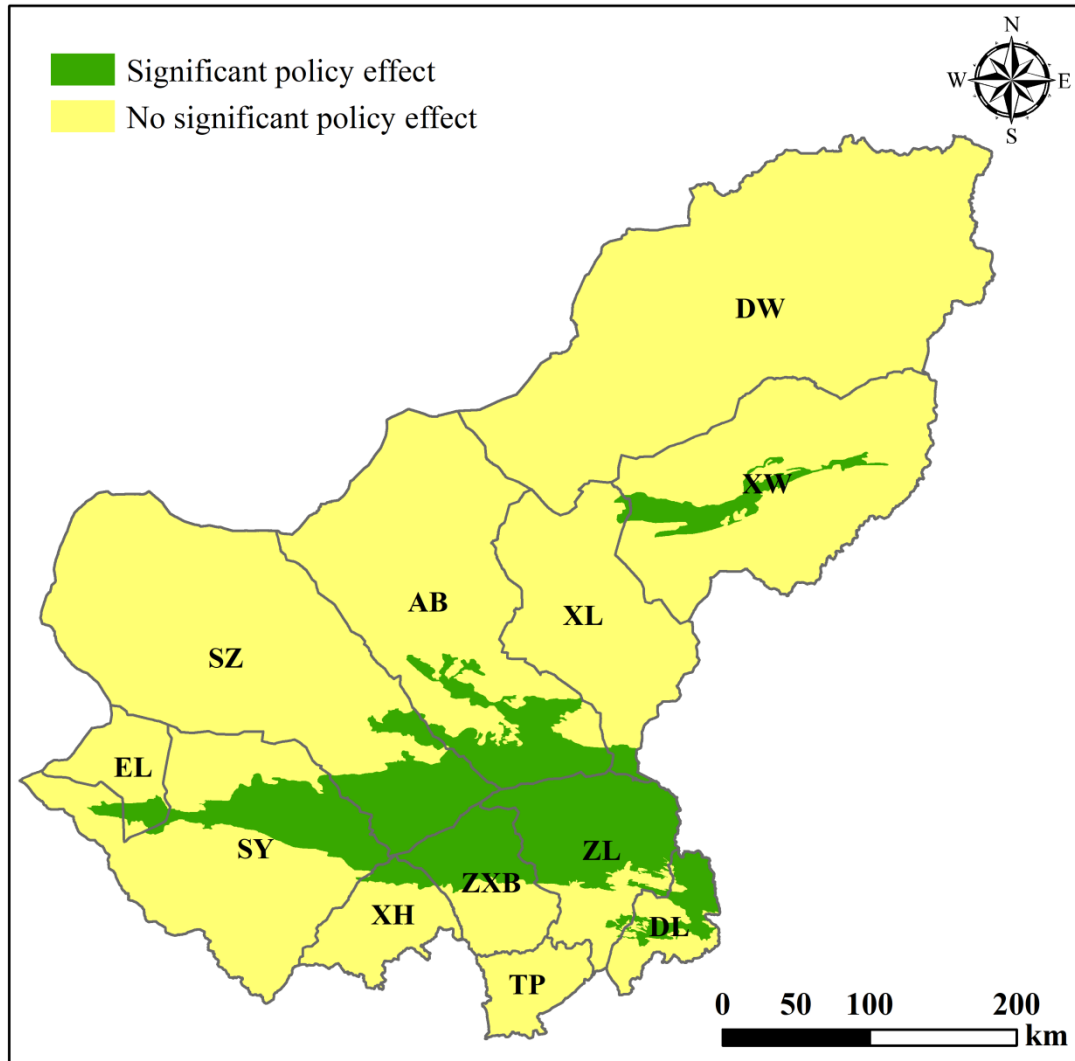 Significant policy effect
No significant policy effect
N
W
E
S
DW
XW
AB
XL
SZ
EL
SY
ZL
ZXB
XH
DL
TP
0 50 100 200
km